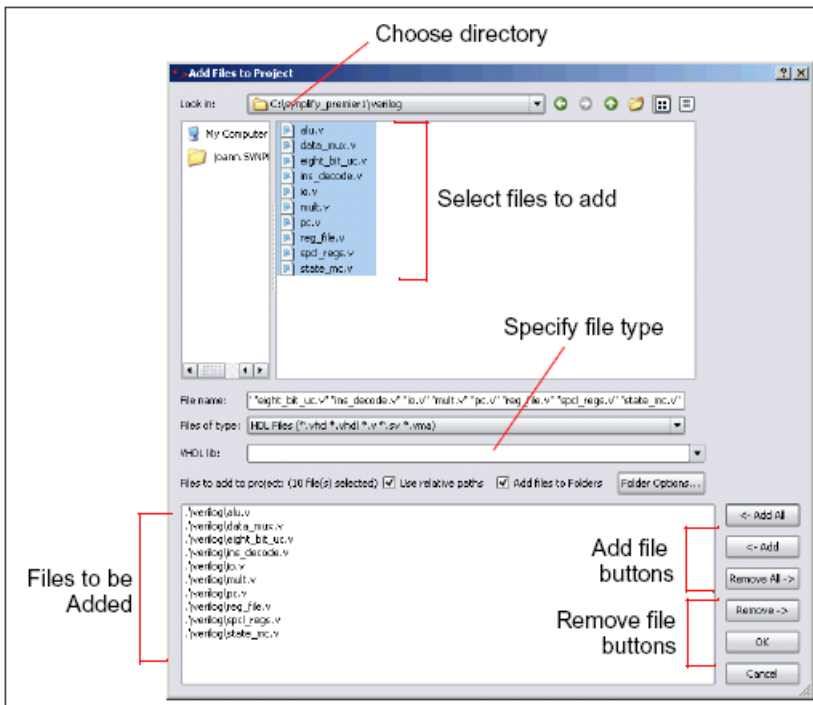 Choose directory
Add Files to Project
Look in:
C:\synplify_premier1\verilog
My Computer
joann.SYNPL
alu.v
data_mux.v
eight_bit_uc.v
ins_decode.v
io.v
mult.v
pc.v
reg_file.v
spcl_regs.v
state_mc.v
Select files to add
Specify file type
File name:
" "eight_bit_uc.v" "ins_decode.v" "io.v" "mult.v" "pc.v" "reg_file.v" "spcl_regs.v" "state_mc.v"
Files of type:
HDL Files (*.vhd *.vhdl *.v *.sv *.vma)
VHDL lib:
Files to add to project: (10 file(s) selected)
Use relative paths
Add files to Folders
Folder Options...
.\verilog\alu.v
.\verilog\data_mux.v
.\verilog\eight_bit_uc.v
.\verilog\ins_decode.v
.\verilog\io.v
.\verilog\mult.v
.\verilog\pc.v
.\verilog\reg_file.v
.\verilog\spcl_regs.v
.\verilog\state_mc.v
Files to be
Added
<- Add All
<- Add
Remove All ->
Remove ->
OK
Cancel
Add file
buttons
Remove file
buttons